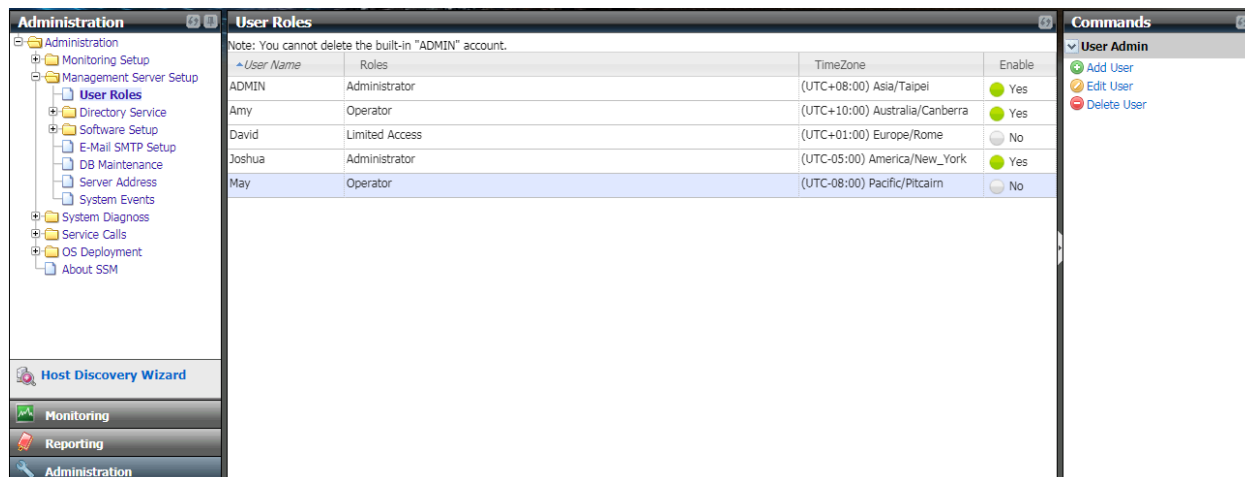 Administration
Administration
Monitoring Setup
Management Server Setup
User Roles
Directory Service
Software Setup
E-Mail SMTP Setup
DB Maintenance
Server Address
System Events
System Diagnoss
Service Calls
OS Deployment
About SSM
Host Discovery Wizard
Monitoring
Reporting
Administration
User Roles
Note: You cannot delete the built-in "ADMIN" account.
User Name Roles TimeZone Enable
ADMIN Administrator (UTC+08:00) Asia/Taipei Yes
Amy Operator (UTC+10:00) Australia/Canberra Yes
David Limited Access (UTC+01:00) Europe/Rome No
Joshua Administrator (UTC-05:00) America/New_York Yes
May Operator (UTC-08:00) Pacific/Pitcairn No
Commands
User Admin
Add User
Edit User
Delete User